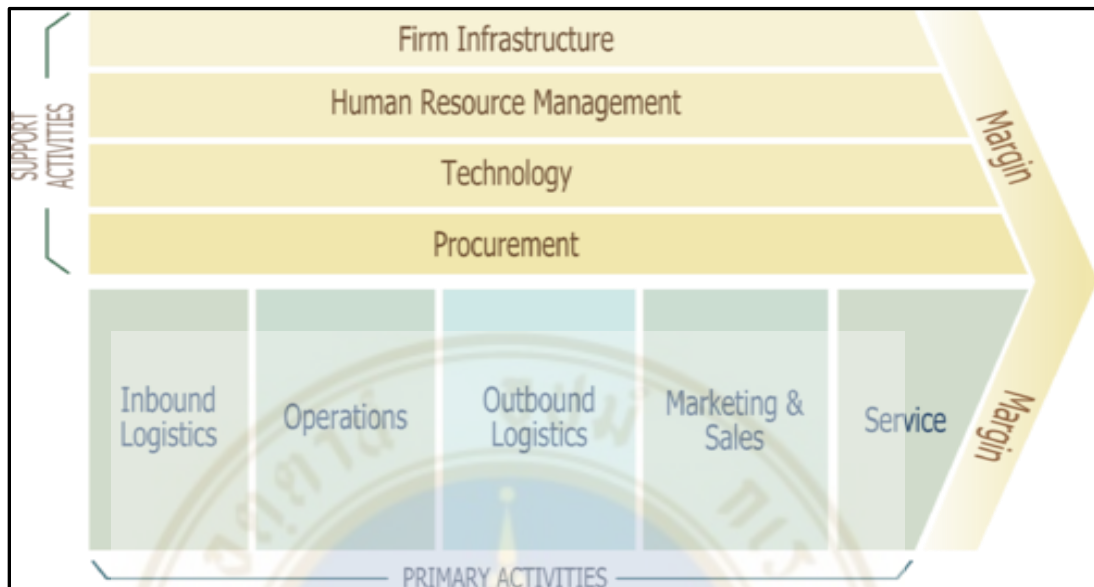 Firm Infrastructure
Human Resource Management
Technology
Procurement
SUPPORT
ACTIVITIES
Margin
Inbound
Logistics
Operations
Outbound
Logistics
Marketing &
Sales
Service
Margin
PRIMARY ACTIVITIES